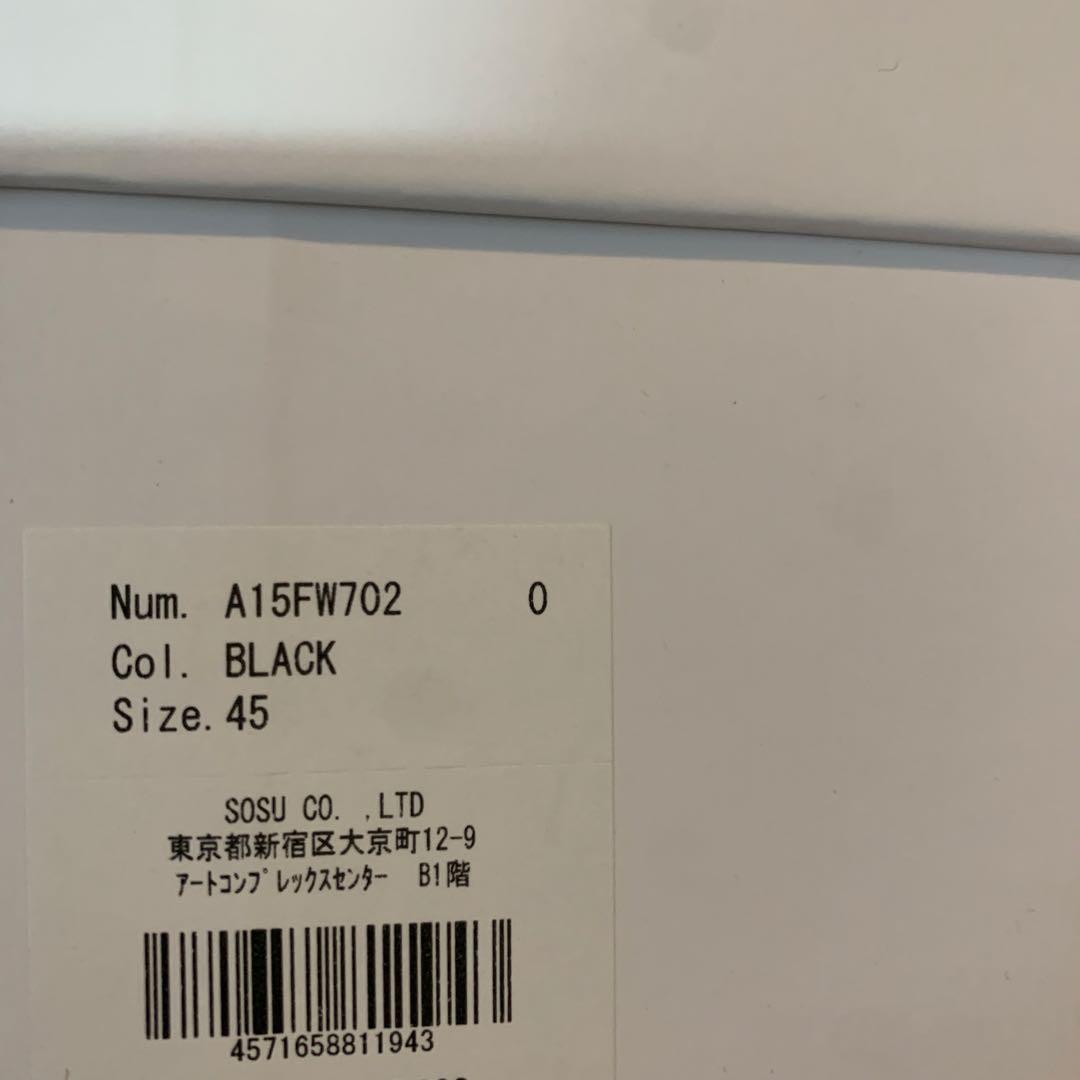 Num. A15FW702 0
Col. BLACK
Size. 45
SOSU CO. ,LTD
東京都新宿区大京町12-9
アートコンプレックスセンター B1階
4571658811943